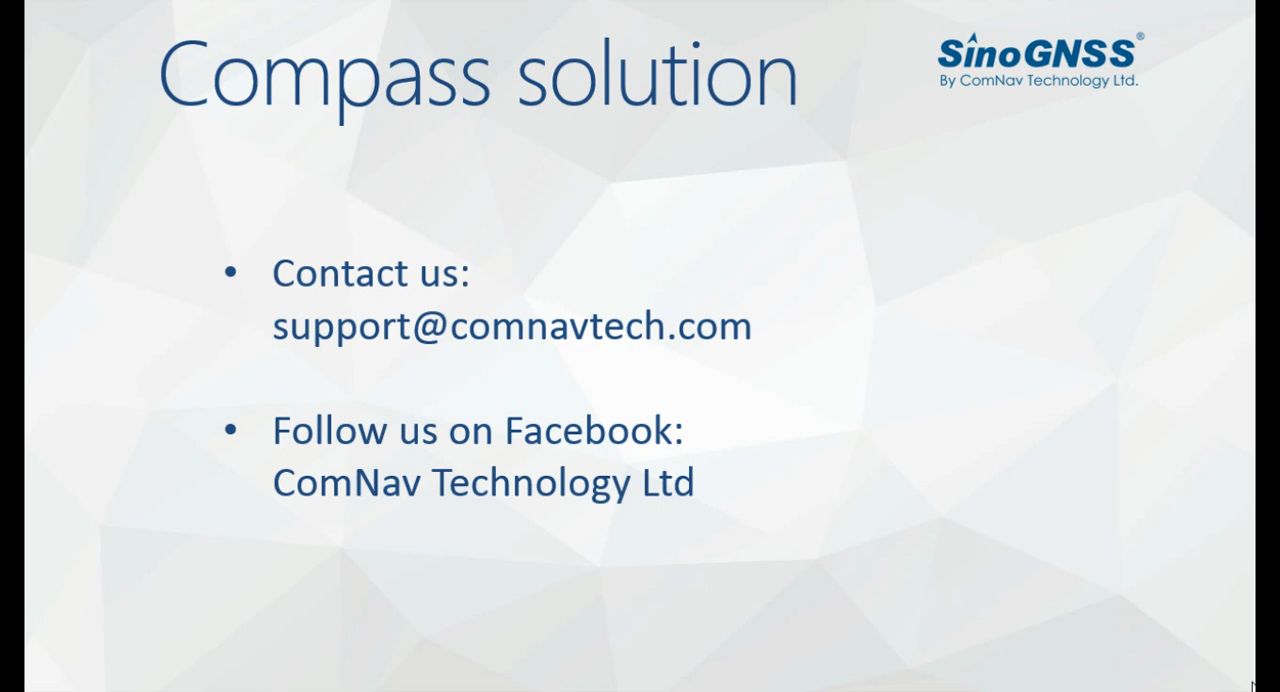 Compass solution
SinoGNSS®
By ComNav Technology Ltd.
• Contact us:
support@comnavtech.com
• Follow us on Facebook:
ComNav Technology Ltd